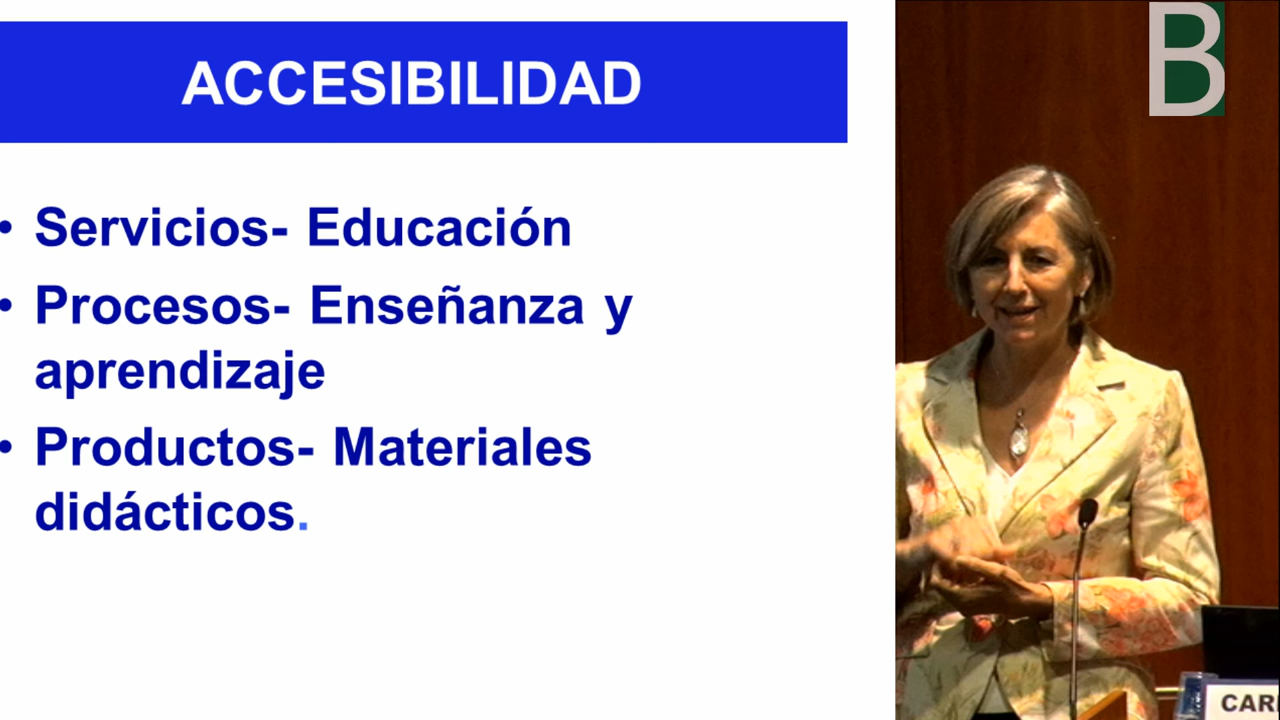 ACCESIBILIDAD
• Servicios- Educación
• Procesos- Enseñanza y
aprendizaje
• Productos- Materiales
didácticos.
B
CAR